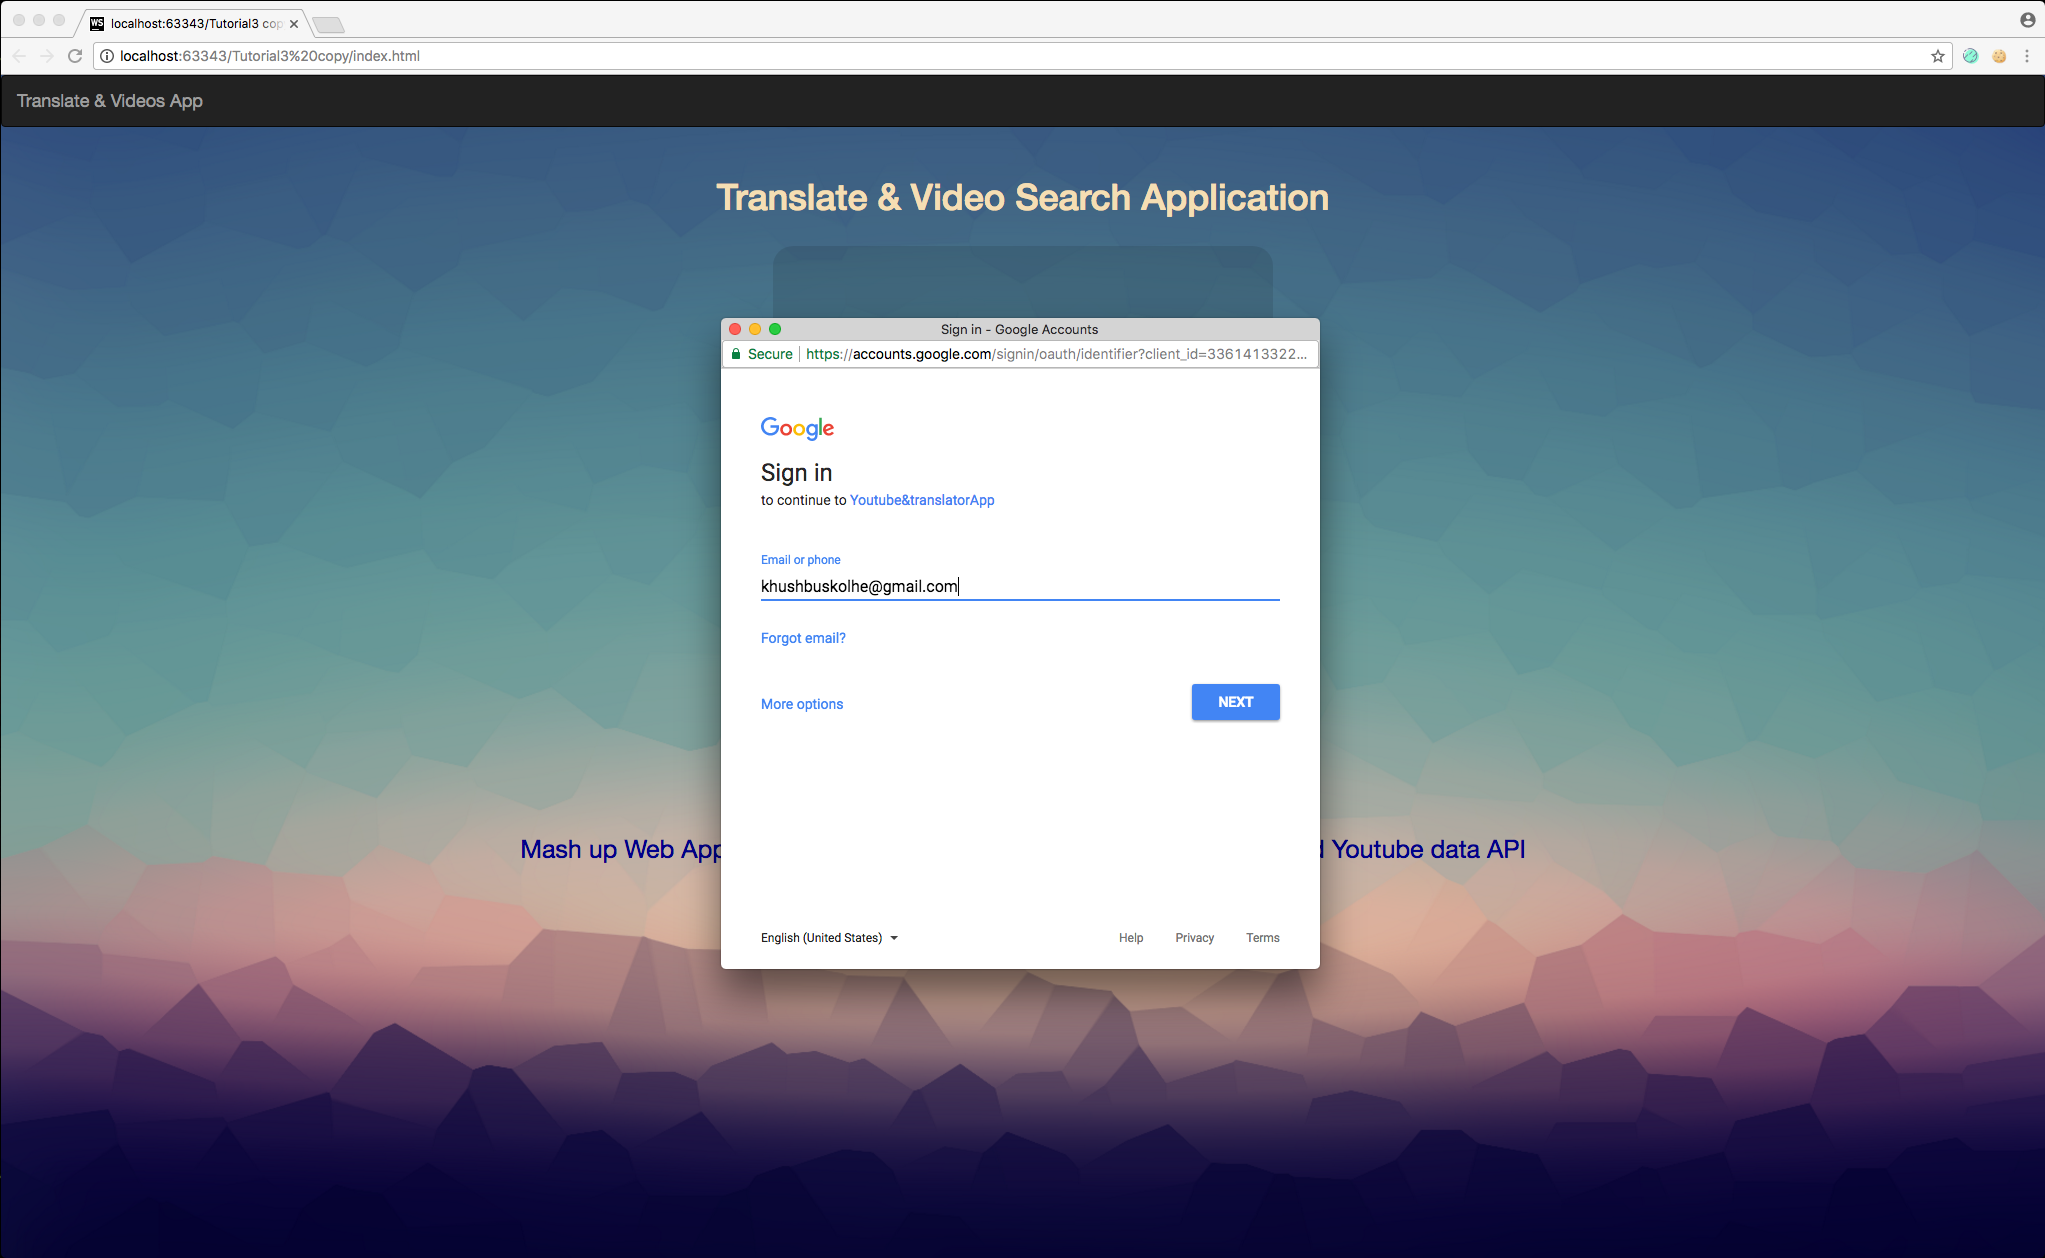 localhost:63343/Tutorial3 cop
localhost:63343/Tutorial3%20copy/index.html
Translate & Videos App
Translate & Video Search Application
Sign in - Google Accounts
Secure https://accounts.google.com/signin/oauth/identifier?client_id=3361413322...
Google
Sign in
to continue to Youtube&translatorApp
Email or phone
khushbuskolhe@gmail.com
Forgot email?
More options
NEXT
Mash up Web App
Youtube data API
English (United States)
Help Privacy Terms